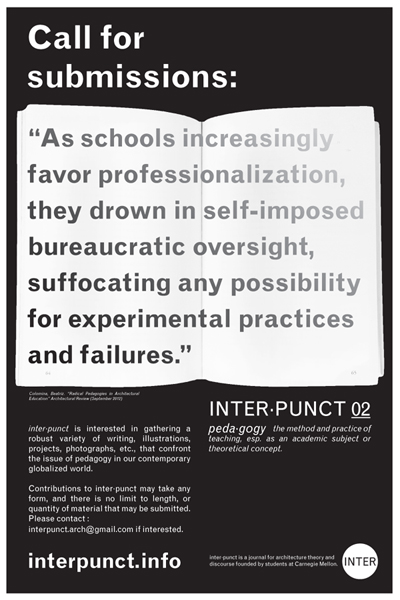 Call for
submissions:
“As schools increasingly
favor professionalization,
they drown in self-imposed
bureaucratic oversight,
suffocating any possibility
for experimental practices
and failures.”
Colomina, Beatriz. "Radical Pedagogies in Architectural
Education" Architectural Review (September 2012)
INTER·PUNCT 02
peda·gogy the method and practice of
teaching, esp. as an academic subject or
theoretical concept.
inter·punct is interested in gathering a
robust variety of writing, illustrations,
projects, photographs, etc., that confront
the issue of pedagogy in our contemporary
globalized world.
Contributions to inter·punct may take any
form, and there is no limit to length, or
quantity of material that may be submitted.
Please contact :
interpunct.arch@gmail.com if interested.
interpunct.info
inter·punct is a journal for architecture theory and
discourse founded by students at Carnegie Mellon.
INTER